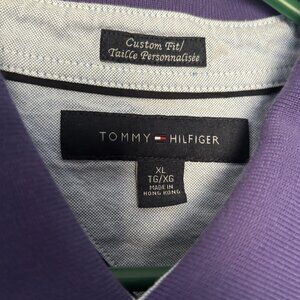 Custom Fit/
Taille Personnalisée
TOMMY HILFIGER
XL
TG/XG
MADE IN
HONG KONG